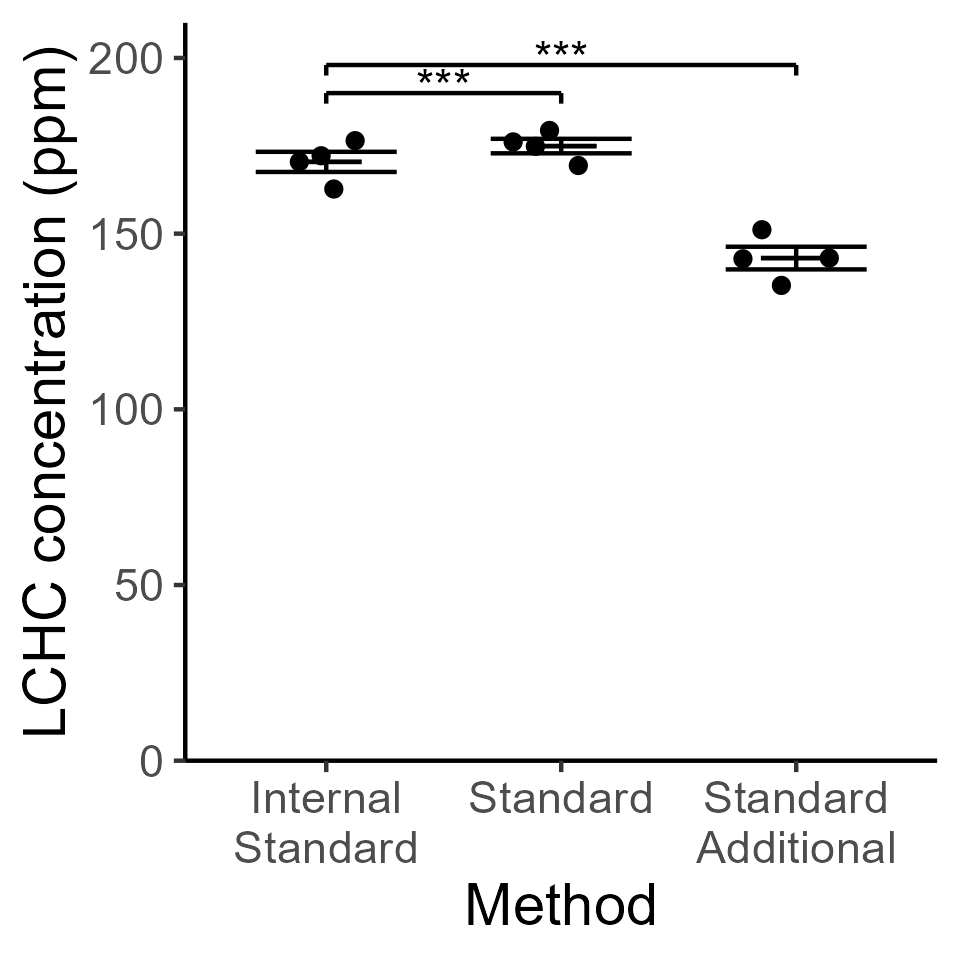 LCHC concentration (ppm)
200
150
100
50
0
***
***
Internal
Standard
Standard
Standard
Additional
Method